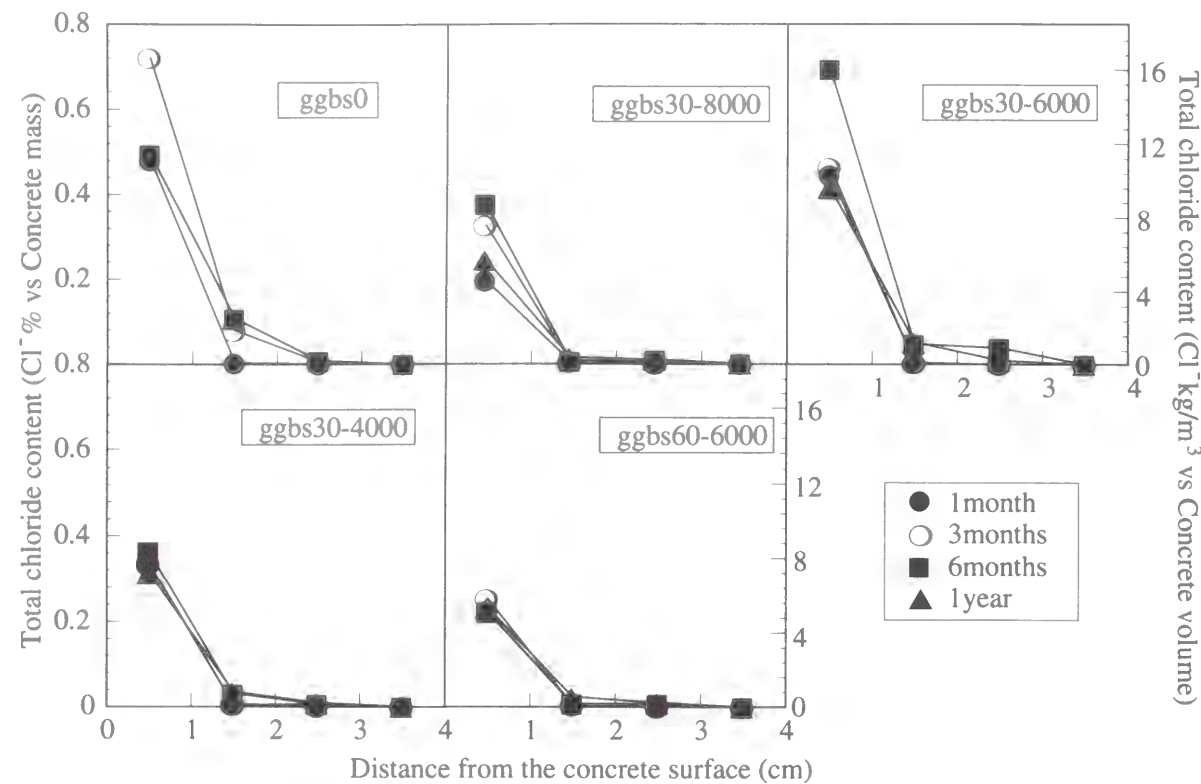 Total chloride content (Cl⁻% vs Concrete mass)
0.8
0.6
0.4
0.2
0.8
0.6
0.4
0.2
0
ggbs0
ggbs30-8000
ggbs30-6000
16
12
8
4
0
1 2 3 4
Total chloride content (Cl⁻kg/m³ vs Concrete volume)
ggbs30-4000
ggbs60-6000
16
12
8
4
0
1month
3months
6months
1year
0 1 2 3 4 1 2 3 4
Distance from the concrete surface (cm)